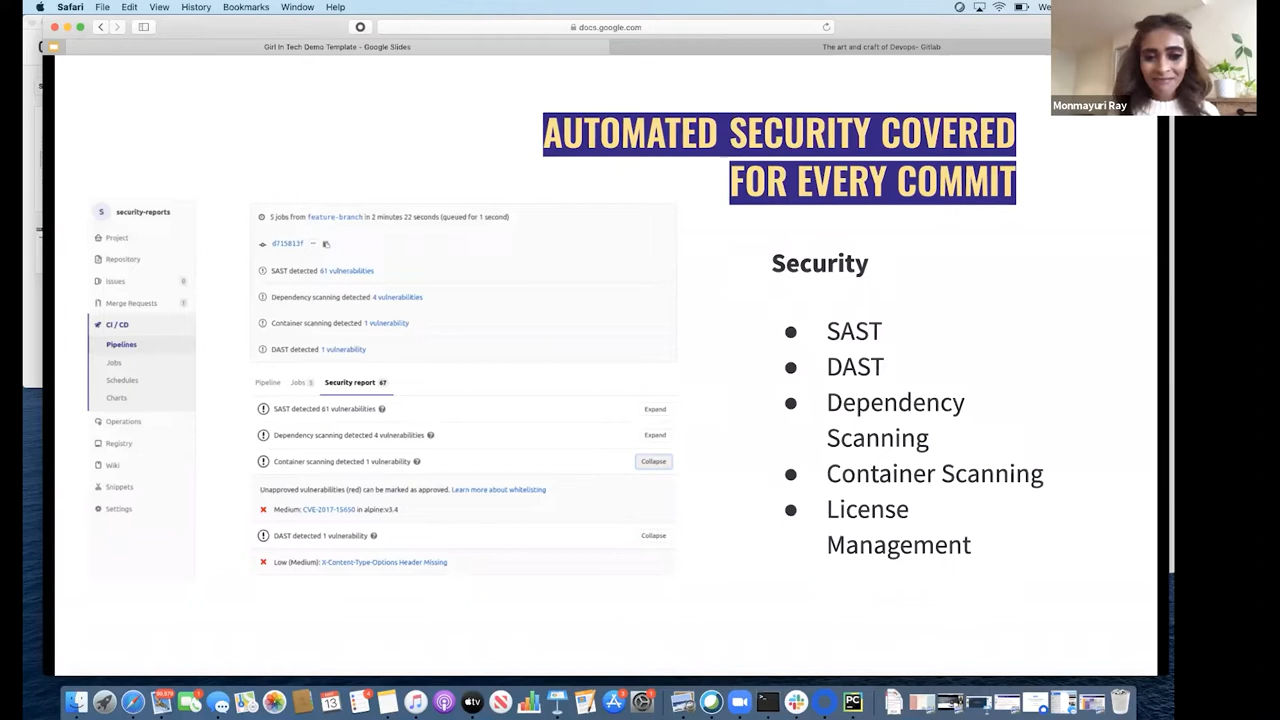 Safari File Edit View History Bookmarks Window Help
docs.google.com
Girl In Tech Demo Template - Google Slides
The art and craft of Devops- Gitlab
Monmayuri Ray
AUTOMATED SECURITY COVERED
FOR EVERY COMMIT
S security-reports
Project
Repository
Issues 0
Merge Requests 1
CI / CD
Pipelines
Jobs
Schedules
Charts
Operations
Registry
Wiki
Snippets
Settings
5 jobs from feature-branch in 2 minutes 22 seconds (queued for 1 second)
d715813f
SAST detected 61 vulnerabilities
Dependency scanning detected 4 vulnerabilities
Container scanning detected 1 vulnerability
DAST detected 1 vulnerability
Pipeline Jobs 5 Security report 67
SAST detected 61 vulnerabilities Expand
Dependency scanning detected 4 vulnerabilities Expand
Container scanning detected 1 vulnerability Collapse
Unapproved vulnerabilities (red) can be marked as approved. Learn more about whitelisting
Medium: CVE-2017-15650 in alpine:v3.4
DAST detected 1 vulnerability Collapse
Low (Medium): X-Content-Type-Options Header Missing
Security
● SAST
● DAST
● Dependency
Scanning
● Container Scanning
● License
Management